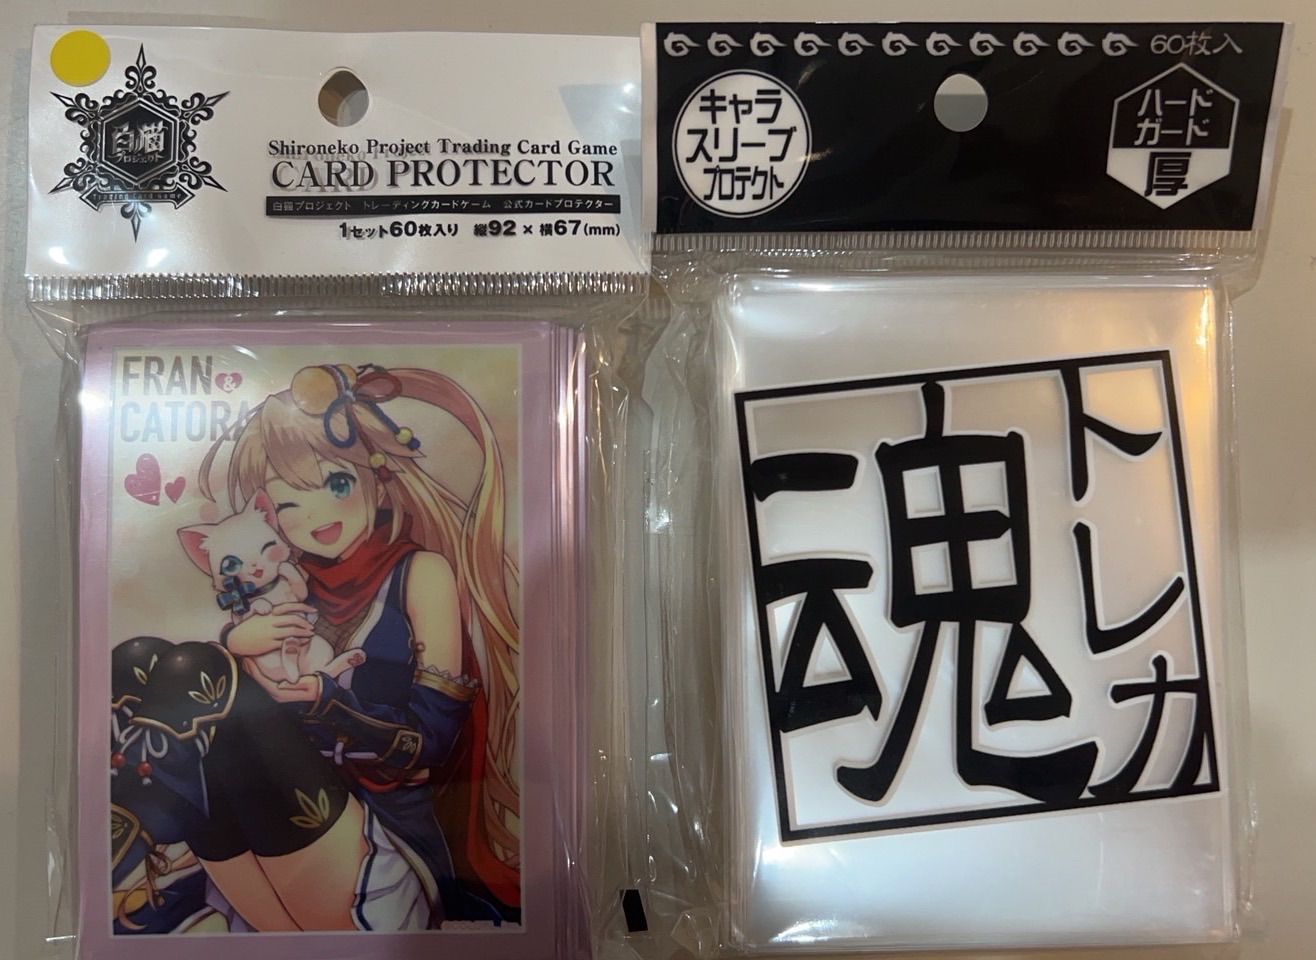 白猫
プロジェクト
Trading Card Game
Shironeko Project Trading Card Game
CARD PROTECTOR
白猫プロジェクト トレーディングカードゲーム 公式カードプロテクター
1セット60枚入り 縦92×横67(mm)
FRAN &
CATORA
60枚入
キャラ
スリーブ
プロテクト
ハード
ガード
厚
トレカ
魂